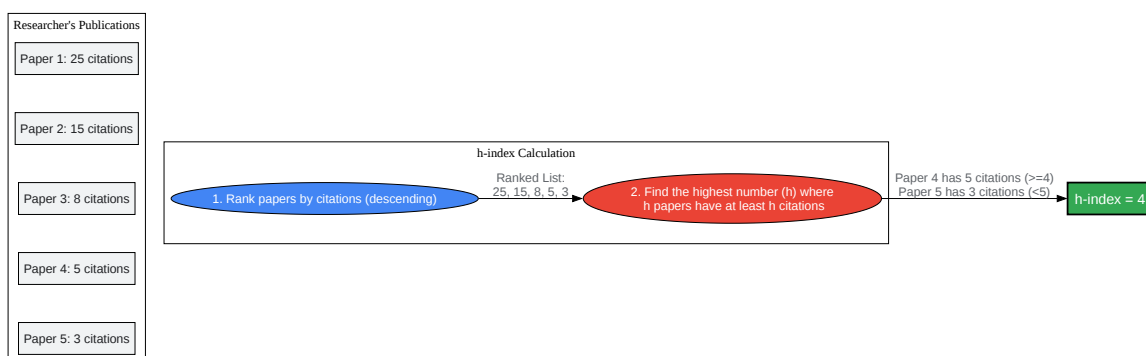 Researcher's Publications
Paper 1: 25 citations
Paper 2: 15 citations
Paper 3: 8 citations
Paper 4: 5 citations
Paper 5: 3 citations
h-index Calculation
1. Rank papers by citations (descending)
Ranked List:
25, 15, 8, 5, 3
2. Find the highest number (h) where
h papers have at least h citations
Paper 4 has 5 citations (>=4)
Paper 5 has 3 citations (<5)
h-index = 4